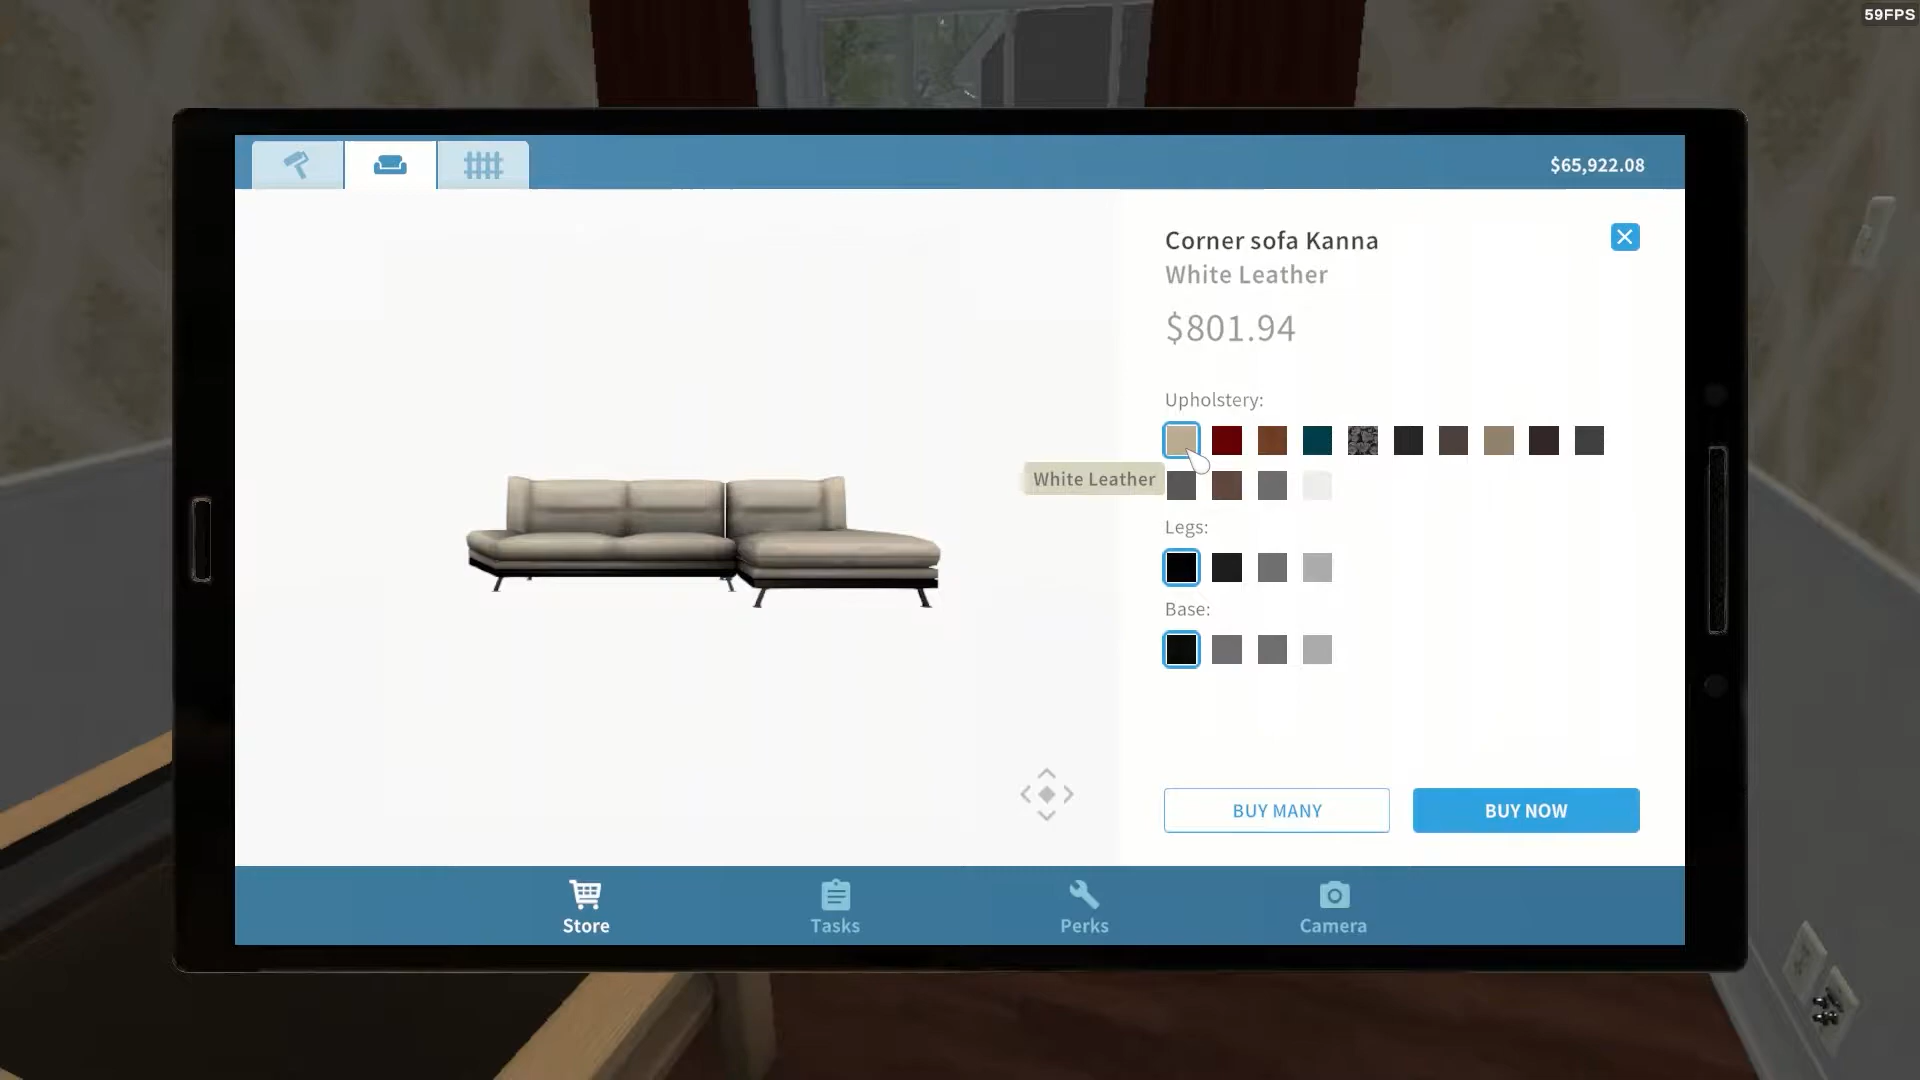 59FPS
$65,922.08
Corner sofa Kanna
White Leather
$801.94
Upholstery:
White Leather
Legs:
Base:
BUY MANY
BUY NOW
Store
Tasks
Perks
Camera